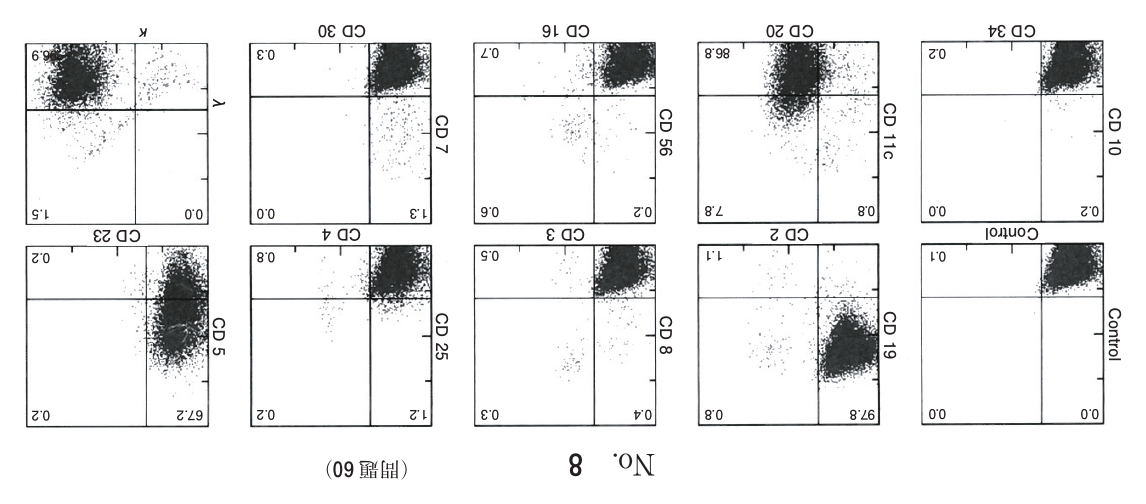 No. 8 (問題 60)
0.0 0.0 97.8 0.8 0.4 0.3 1.2 0.2 67.2 0.2
Control CD 19 CD 8 CD 25 CD 5
0.1 1.1 0.5 0.8 0.2
Control CD 2 CD 3 CD 4 CD 23
0.2 0.0 0.8 7.8 0.2 0.6 1.3 0.0 0.0 1.5
CD 10 CD 11c CD 56 CD 7 λ
0.2 86.8 0.7 0.3 96.9
CD 34 CD 20 CD 16 CD 30 κ